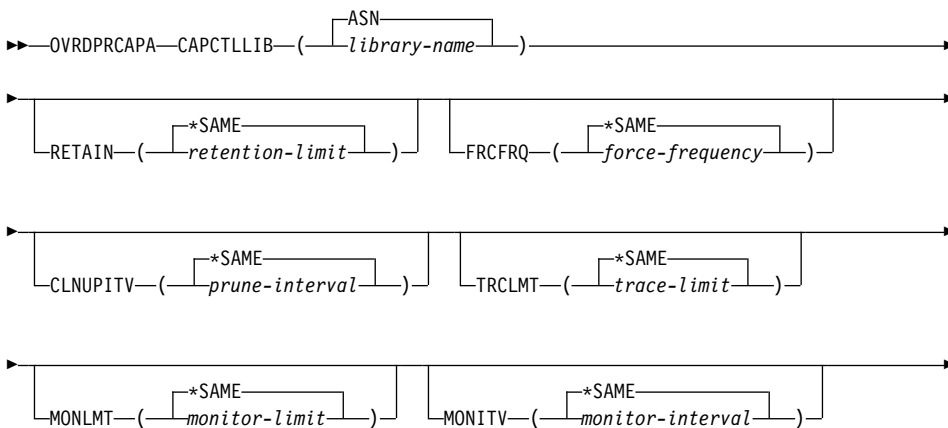 ASN
OVRDPRCAPA CAPCTLLIB ( library-name )
*SAME *SAME
RETAIN ( retention-limit ) FRCFRQ ( force-frequency )
*SAME *SAME
CLNUPITV ( prune-interval ) TRCLMT ( trace-limit )
*SAME *SAME
MONLMT ( monitor-limit ) MONITV ( monitor-interval )